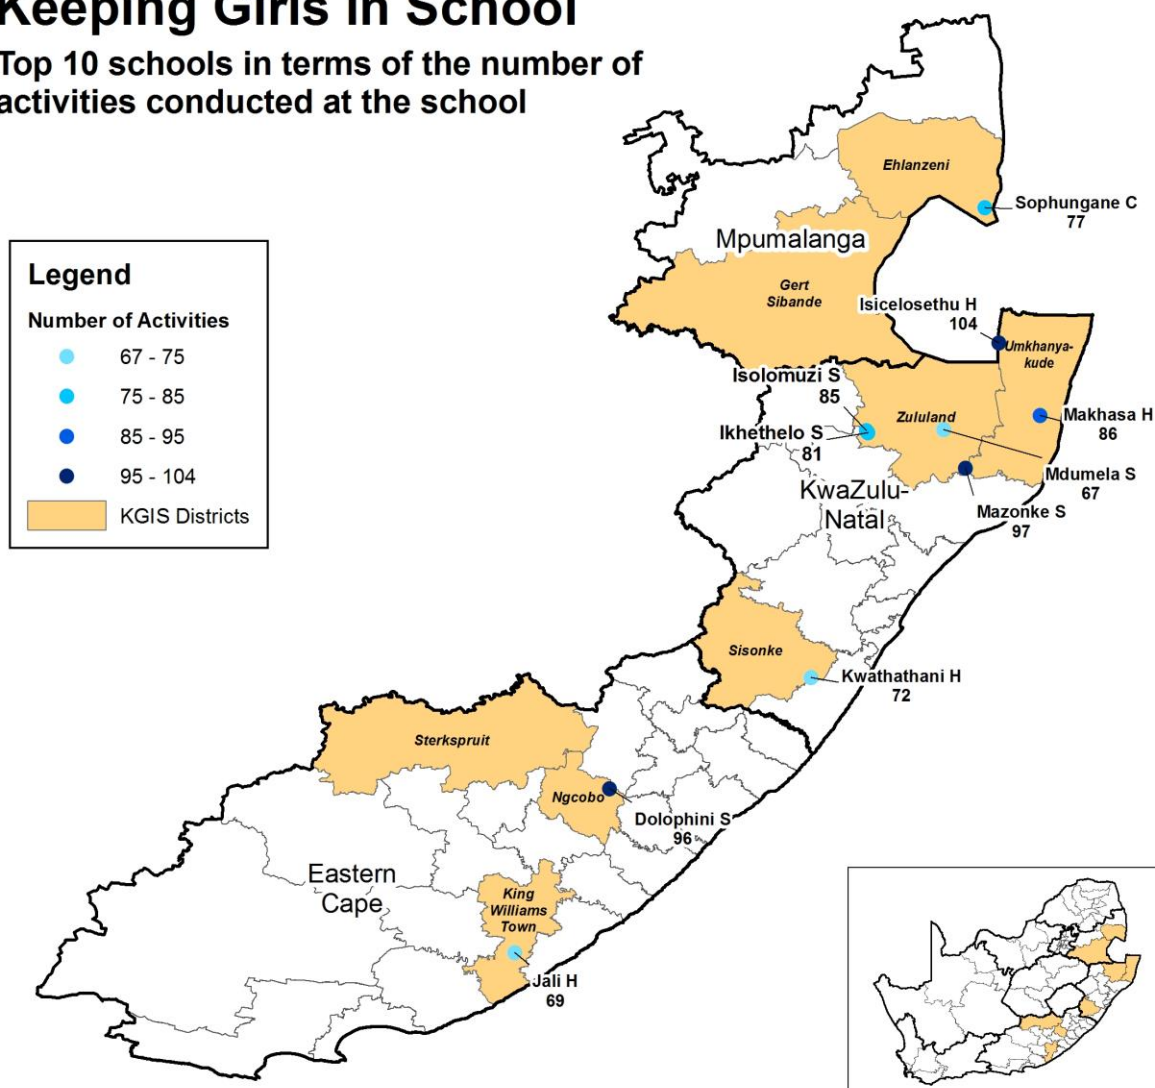 Keeping Girls in School
Top 10 schools in terms of the number of
activities conducted at the school
Legend
Number of Activities
67 - 75
75 - 85
85 - 95
95 - 104
KGIS Districts
Ehlanzeni
Sophungane C
77
Mpumalanga
Gert
Sibande
Isicelosethu H
104
Umkhanya-
kude
Isolomuzi S
85
Zululand
Makhasa H
86
Ikhethelo S
81
Mdumela S
67
KwaZulu-
Natal
Mazonke S
97
Sisonke
Kwathathani H
72
Sterkspruit
Ngcobo
Dolophini S
96
Eastern
Cape
King
Williams
Town
Jali H
69